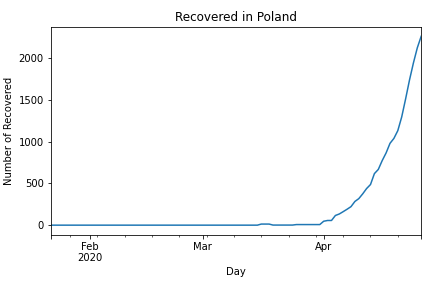 Recovered in Poland
Number of Recovered
2000
1500
1000
500
0
Feb
2020
Mar
Apr
Day